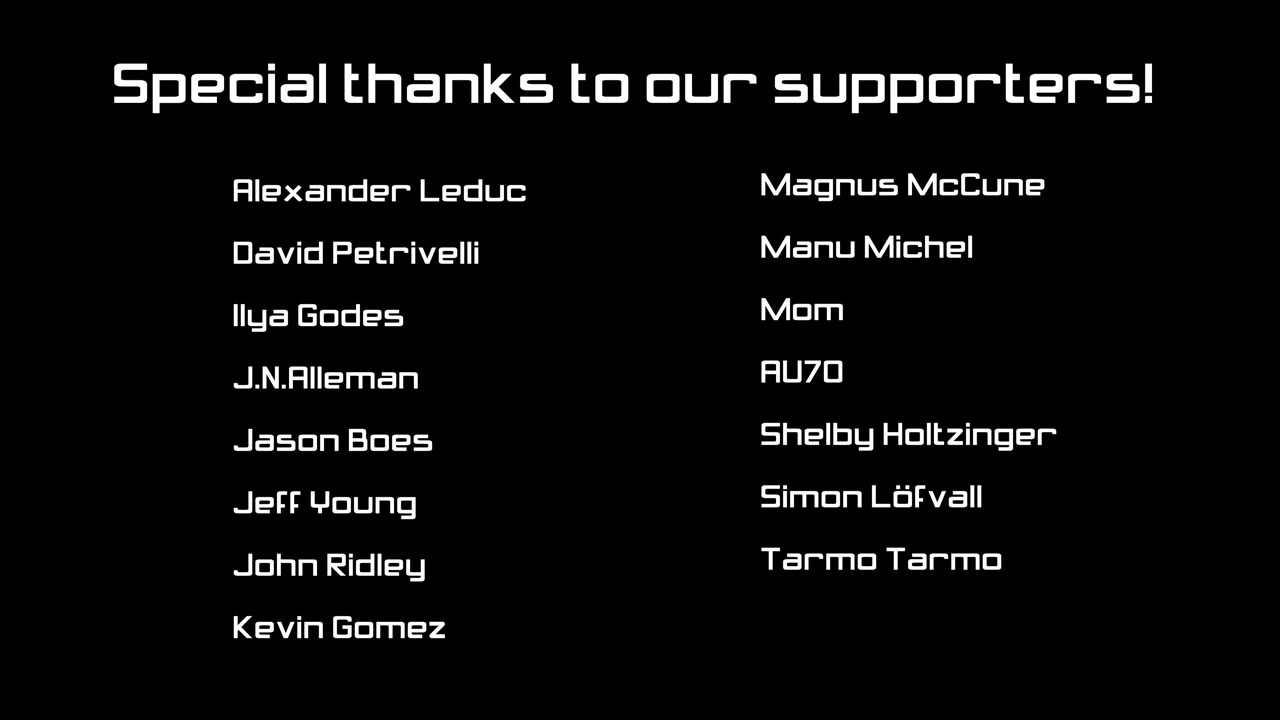 Special thanks to our supporters!
Alexander Leduc
David Petrivelli
Ilya Godes
J.N.Alleman
Jason Boes
Jeff Young
John Ridley
Kevin Gomez
Magnus McCune
Manu Michel
Mom
AU70
Shelby Holtzinger
Simon Löfvall
Tarmo Tarmo